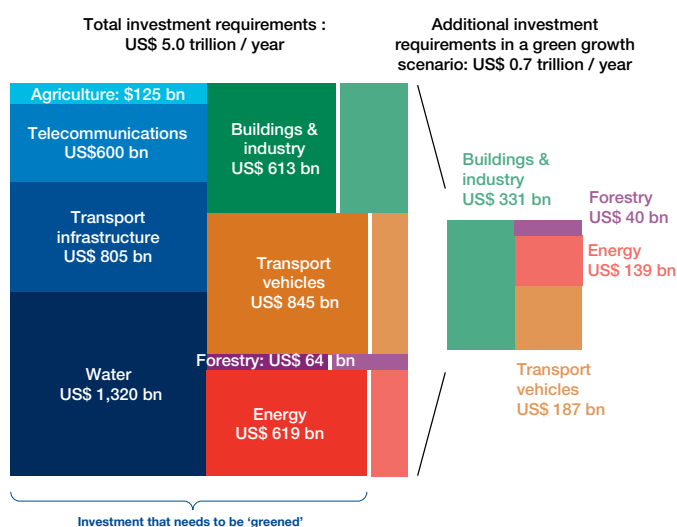 Total investment requirements :
US$ 5.0 trillion / year
Additional investment
requirements in a green growth
scenario: US$ 0.7 trillion / year
Agriculture: $125 bn
Telecommunications
US$600 bn
Transport
infrastructure
US$ 805 bn
Water
US$ 1,320 bn
Buildings &
industry
US$ 613 bn
Transport
vehicles
US$ 845 bn
Forestry: US$ 64 bn
Energy
US$ 619 bn
Buildings &
industry
US$ 331 bn
Forestry
US$ 40 bn
Energy
US$ 139 bn
Transport
vehicles
US$ 187 bn
Investment that needs to be ‘greened’